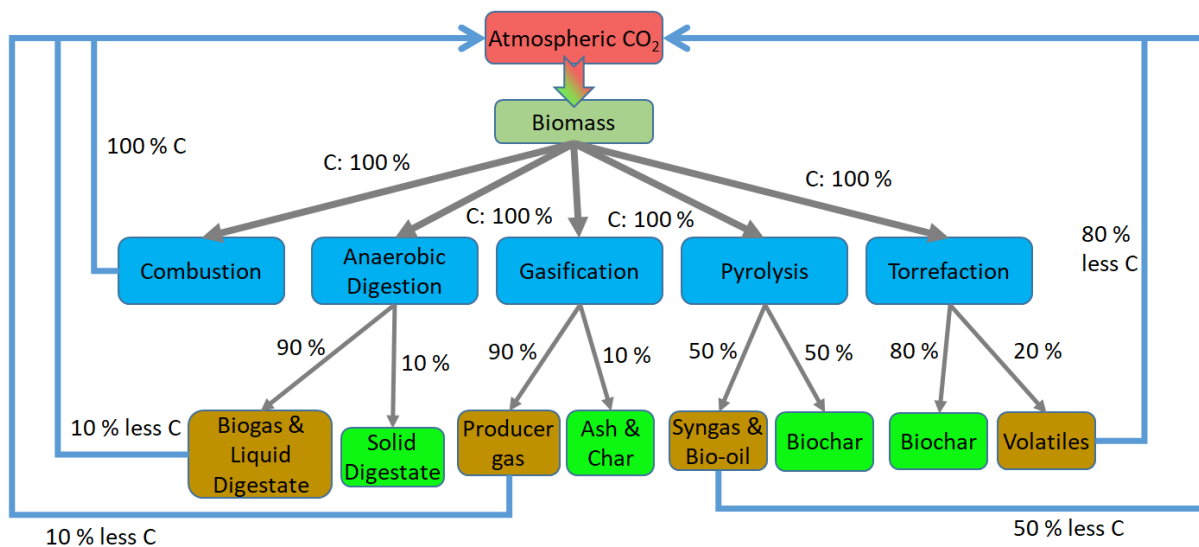 Atmospheric CO₂
Biomass
100 % C
C: 100 %
C: 100 %
C: 100 %
C: 100 %
80 %
less C
Combustion
Anaerobic
Digestion
Gasification
Pyrolysis
Torrefaction
90 %
10 %
90 %
10 %
50 %
50 %
80 %
20 %
10 % less C
Biogas &
Liquid
Digestate
Solid
Digestate
Producer
gas
Ash &
Char
Syngas &
Bio-oil
Biochar
Biochar
Volatiles
10 % less C
50 % less C